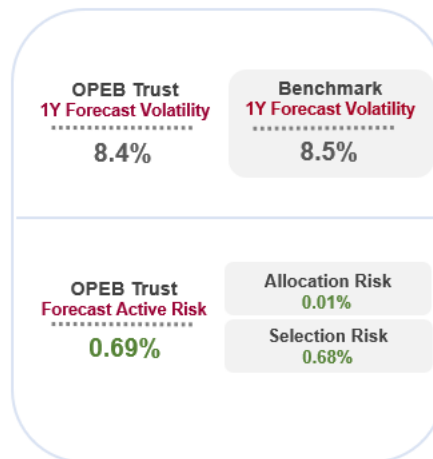 OPEB Trust
1Y Forecast Volatility
8.4%
Benchmark
1Y Forecast Volatility
8.5%
OPEB Trust
Forecast Active Risk
0.69%
Allocation Risk
0.01%
Selection Risk
0.68%